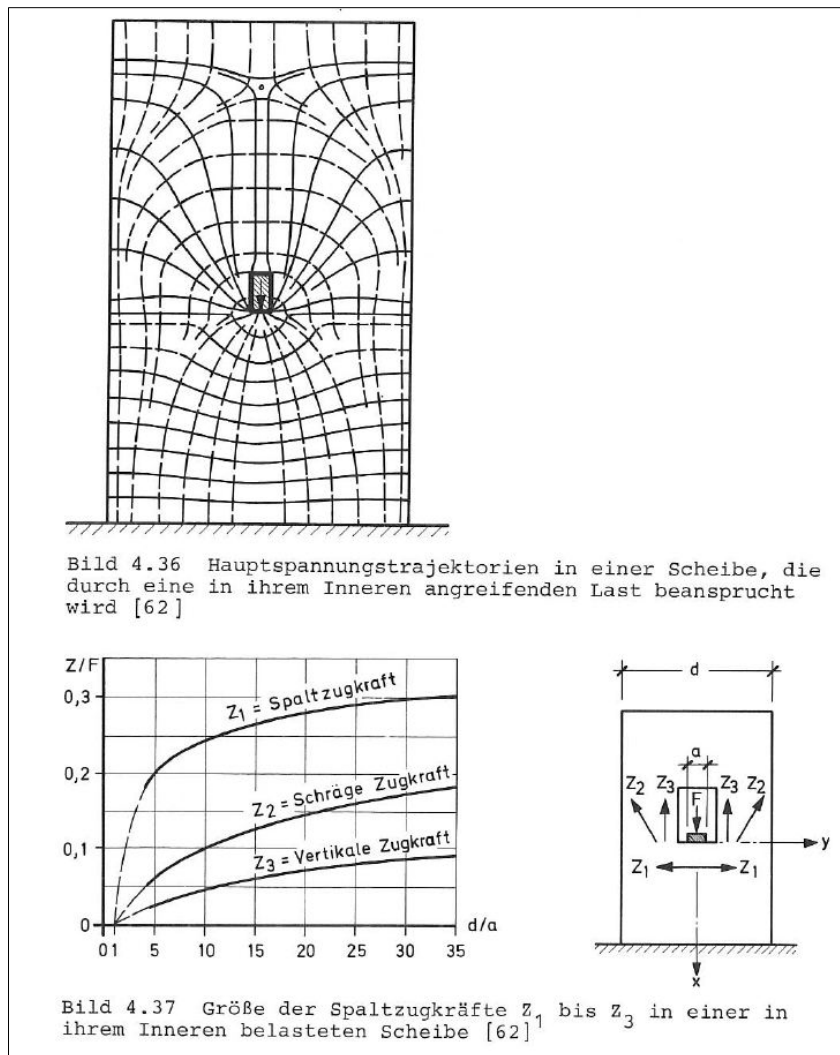 Bild 4.36 Hauptspannungstrajektorien in einer Scheibe, die
durch eine in ihrem Inneren angreifenden Last beansprucht
wird [62]
Z/F
0,3
0,2
0,1
0
0 1
5
10
15
20
25
30
35
d/a
Z1 = Spaltzugkraft
Z2 = Schräge Zugkraft
Z3 = Vertikale Zugkraft
d
a
Z2
Z3
F
Z3
Z2
y
Z1
Z1
x
Bild 4.37 Größe der Spaltzugkräfte Z1 bis Z3 in einer in
ihrem Inneren belasteten Scheibe [62]